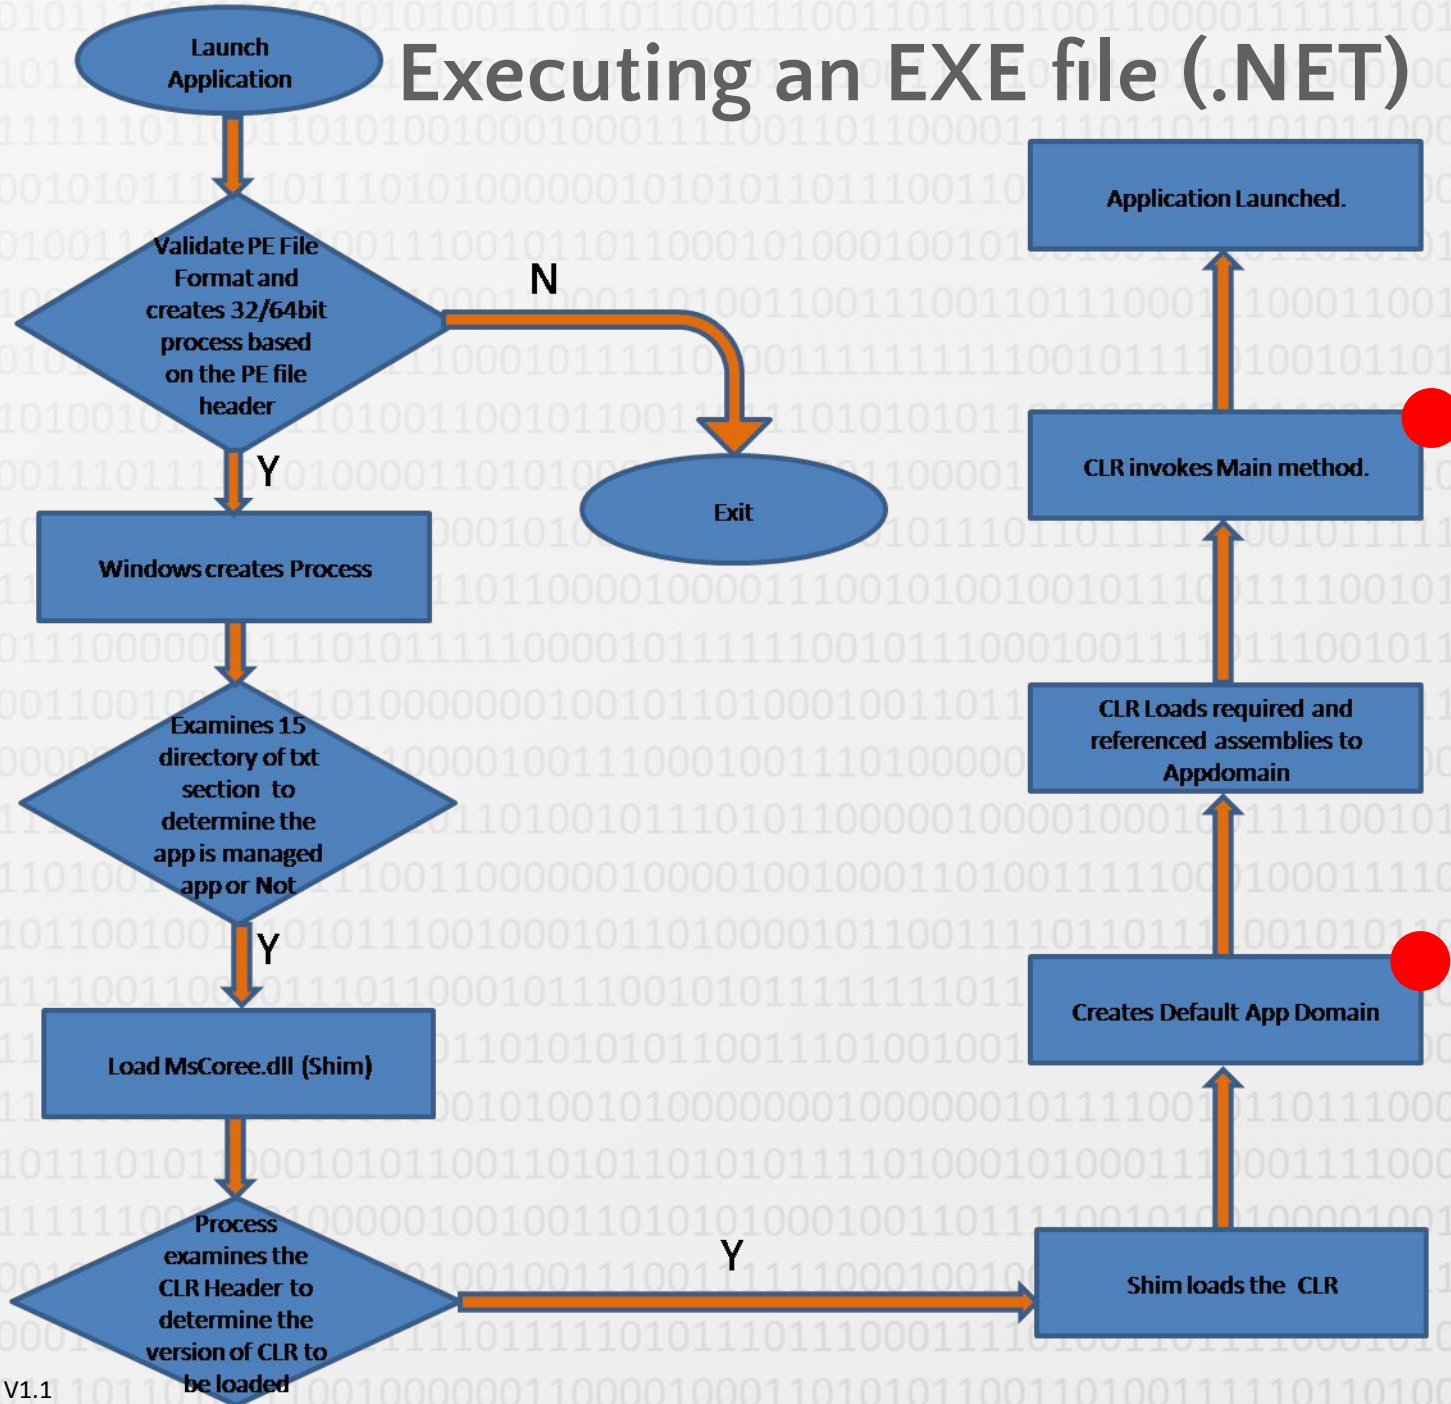 Executing an EXE file (.NET)
Launch
Application
Validate PE File
Format and
creates 32/64bit
process based
on the PE file
header
N
Exit
Y
Windows creates Process
Examines 15
directory of txt
section to
determine the
app is managed
app or Not
Y
Load MsCoree.dll (Shim)
Process
examines the
CLR Header to
determine the
version of CLR to
be loaded
Y
Shim loads the CLR
Creates Default App Domain
CLR Loads required and
referenced assemblies to
Appdomain
CLR invokes Main method.
Application Launched.
V1.1